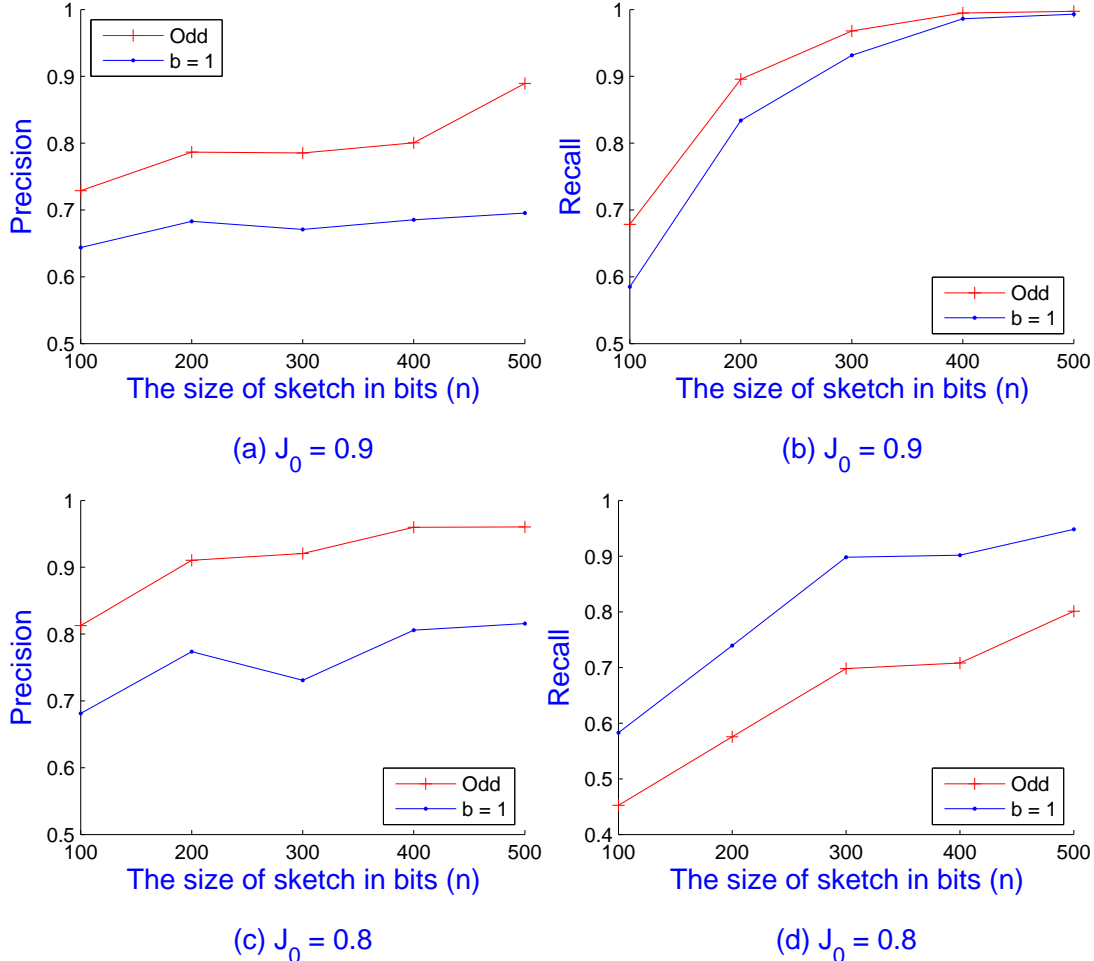 1
0.9
0.8
0.7
0.6
0.5
Precision
Odd
b = 1
100 200 300 400 500
The size of sketch in bits (n)
(a) J_0 = 0.9
1
0.9
0.8
0.7
0.6
0.5
Recall
Odd
b = 1
100 200 300 400 500
The size of sketch in bits (n)
(b) J_0 = 0.9
1
0.9
0.8
0.7
0.6
0.5
Precision
Odd
b = 1
100 200 300 400 500
The size of sketch in bits (n)
(c) J_0 = 0.8
1
0.9
0.8
0.7
0.6
0.5
0.4
Recall
Odd
b = 1
100 200 300 400 500
The size of sketch in bits (n)
(d) J_0 = 0.8